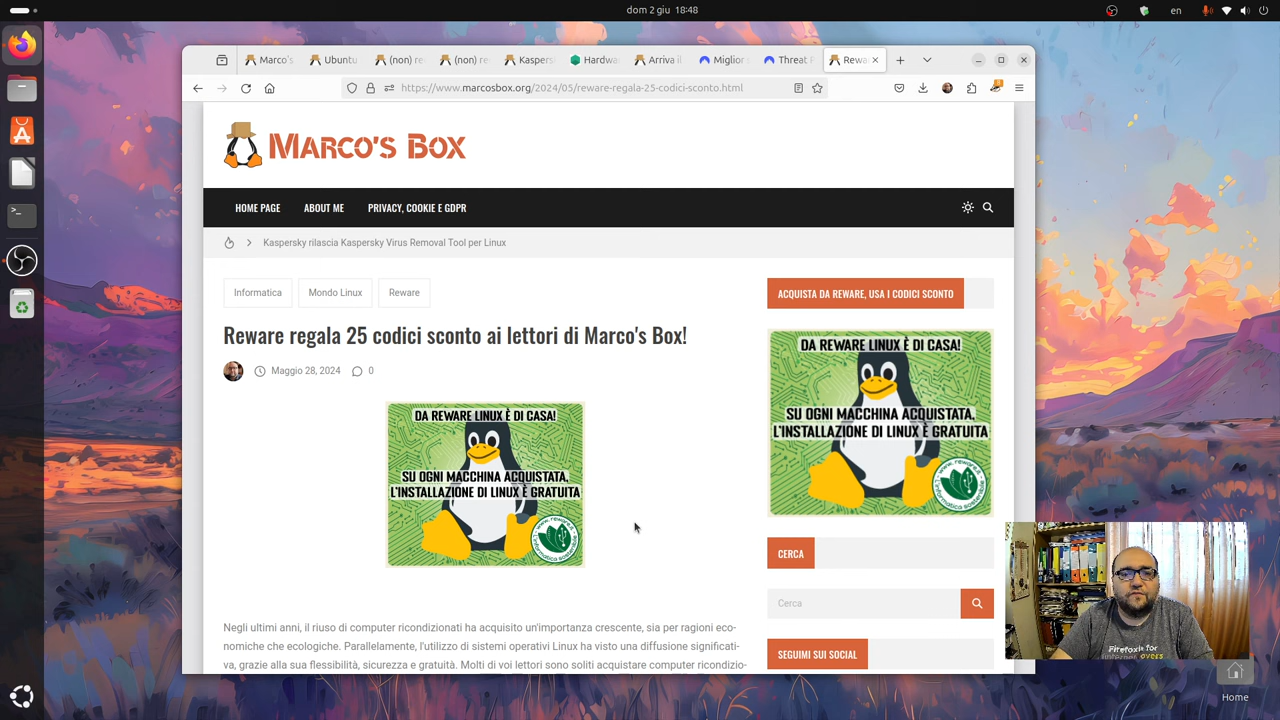 dom 2 giu 18:48
en
Marco's
Ubuntu
(non) re
(non) re
Kaspers
Hardwa
Arriva il
Miglior
Threat
Rewa
https://www.marcosbox.org/2024/05/reware-regala-25-codici-sconto.html
MARCO'S BOX
HOME PAGE
ABOUT ME
PRIVACY, COOKIE E GDPR
Kaspersky rilascia Kaspersky Virus Removal Tool per Linux
Informatica
Mondo Linux
Reware
ACQUISTA DA REWARE, USA I CODICI SCONTO
Reware regala 25 codici sconto ai lettori di Marco's Box!
Maggio 28, 2024
0
DA REWARE LINUX È DI CASA!
SU OGNI MACCHINA ACQUISTATA,
L'INSTALLAZIONE DI LINUX È GRATUITA
DA REWARE LINUX È DI CASA!
SU OGNI MACCHINA ACQUISTATA,
L'INSTALLAZIONE DI LINUX È GRATUITA
CERCA
Cerca
SEGUIMI SUI SOCIAL
Negli ultimi anni, il riuso di computer ricondizionati ha acquisito un'importanza crescente, sia per ragioni eco-
nomiche che ecologiche. Parallelamente, l'utilizzo di sistemi operativi Linux ha visto una diffusione significati-
va, grazie alla sua flessibilità, sicurezza e gratuità. Molti di voi lettori sono soliti acquistare computer ricondizio-
Firefox is for
Home